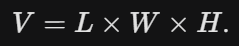 V = L × W × H.